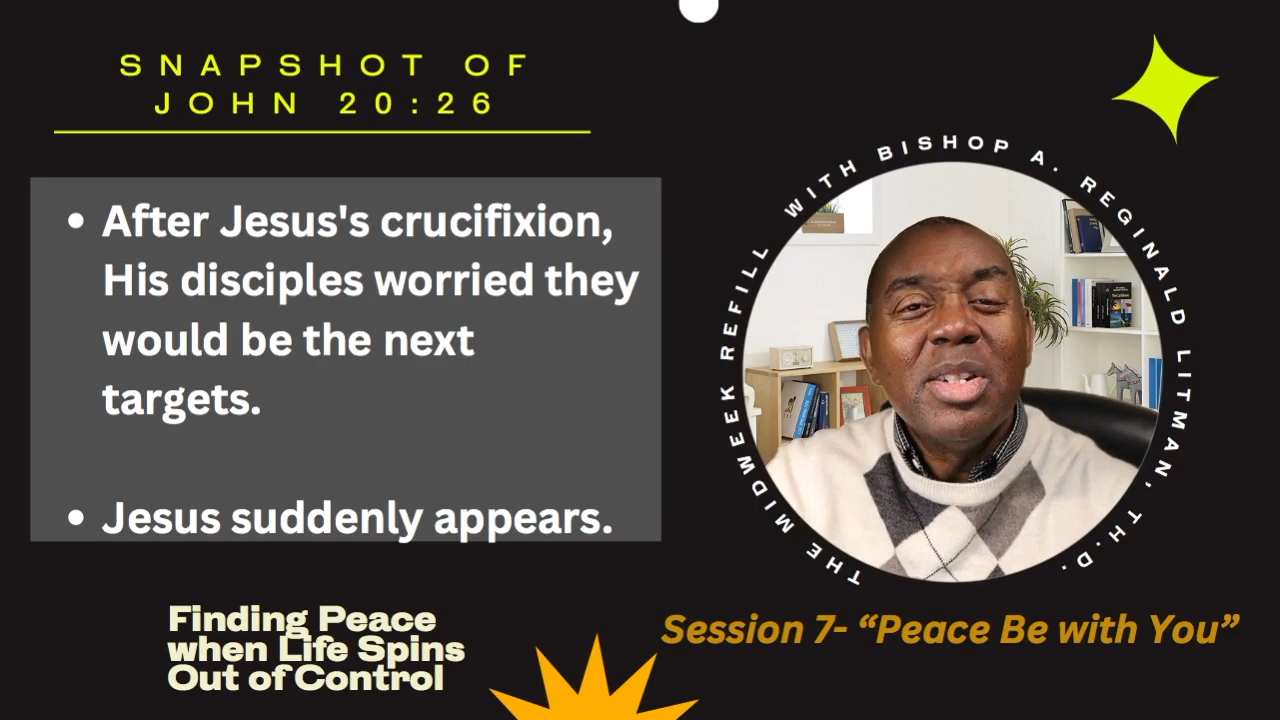 SNAPSHOT OF
JOHN 20:26
• After Jesus's crucifixion,
His disciples worried they
would be the next
targets.
• Jesus suddenly appears.
THE MIDWEEK REFILL WITH BISHOP A. REGINALD LITMAN, TH.D.
Finding Peace
when Life Spins
Out of Control
Session 7- “Peace Be with You”